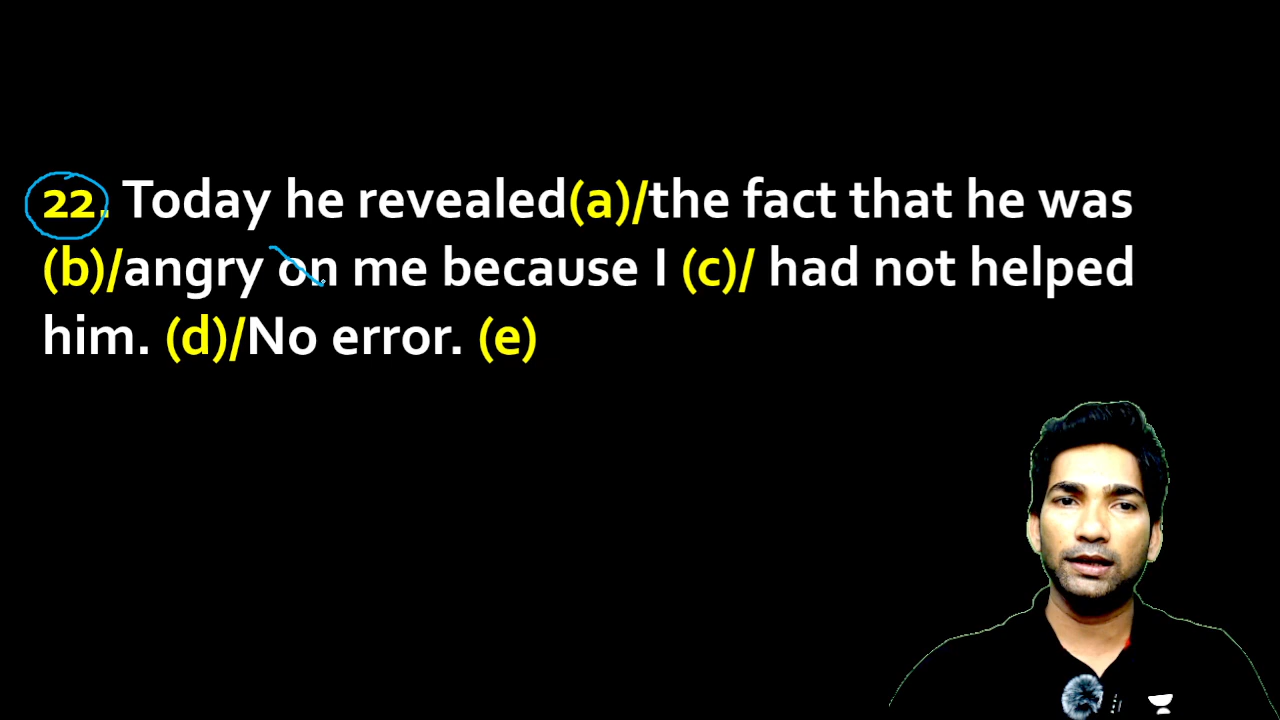 22. Today he revealed(a)/the fact that he was
(b)/angry on me because I (c)/ had not helped
him. (d)/No error. (e)